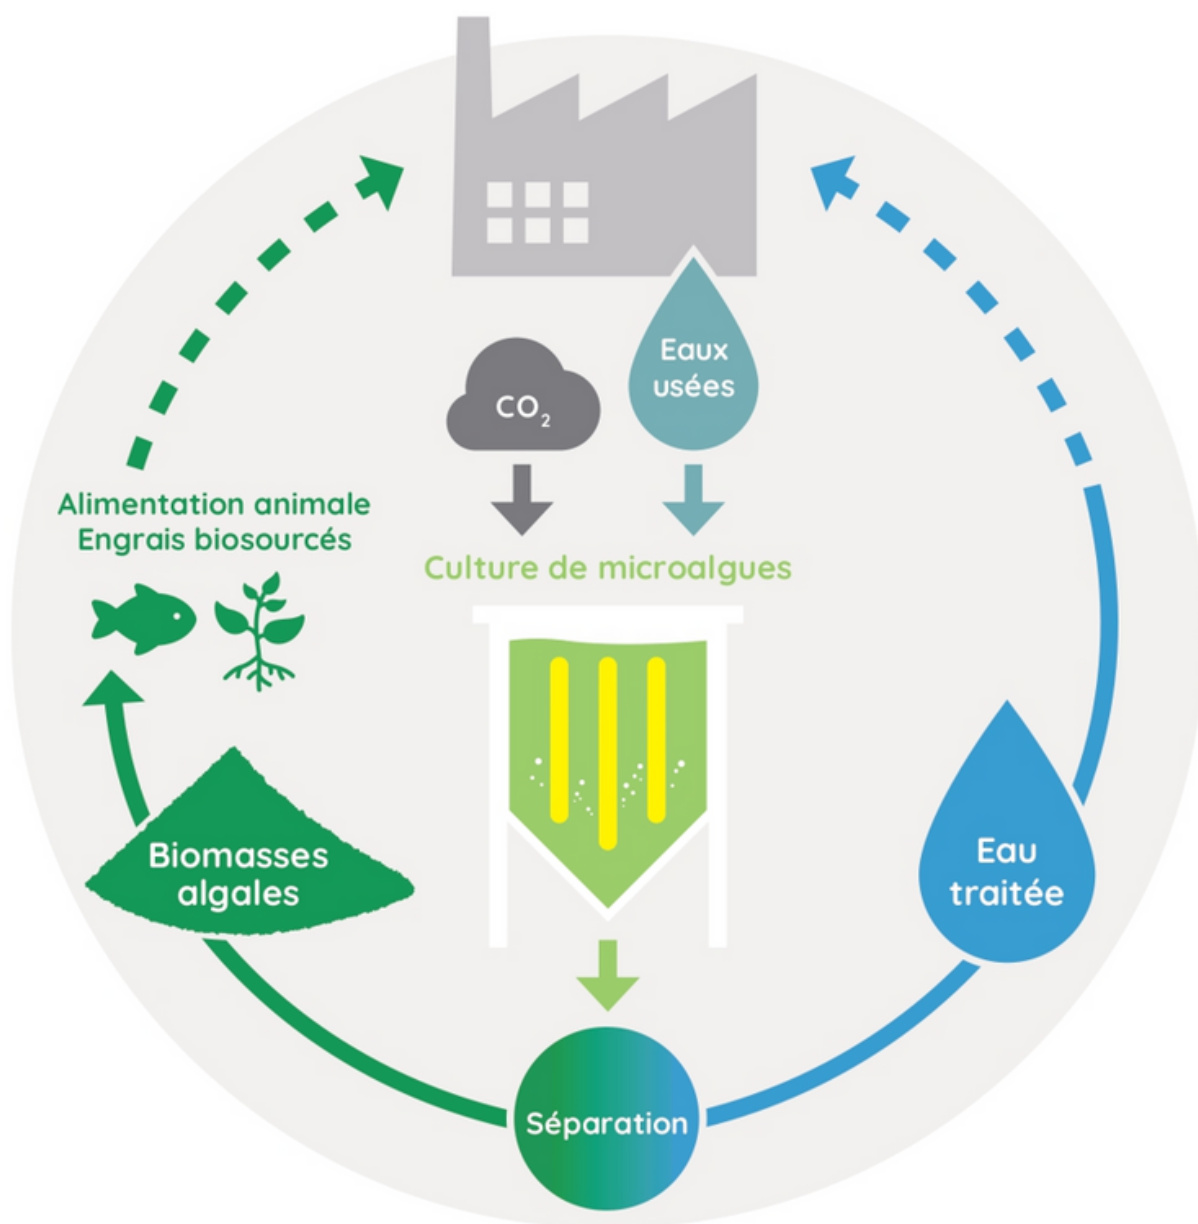 CO₂
Eaux
usées
Alimentation animale
Engrais biosourcés
Culture de microalgues
Biomasses
algales
Eau
traitée
Séparation